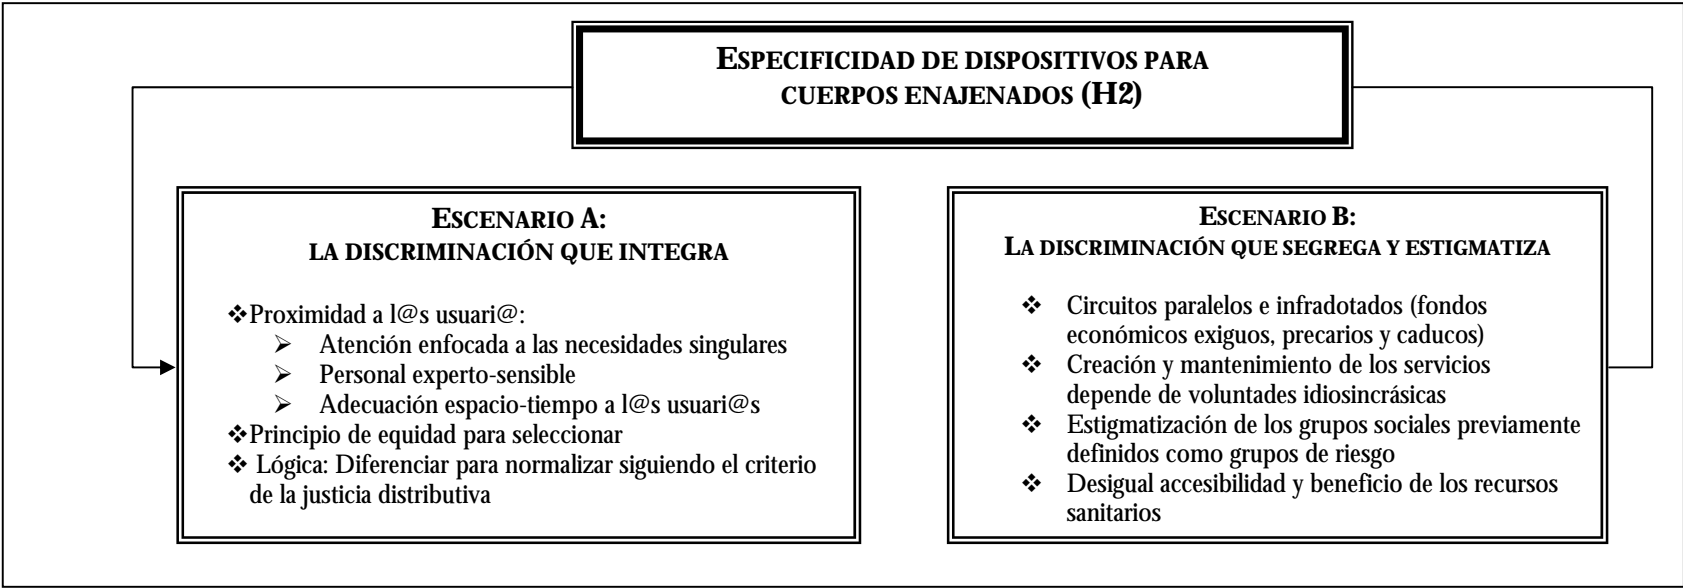 ESPECIFICIDAD DE DISPOSITIVOS PARA
CUERPOS ENAJENADOS (H2)
ESCENARIO A:
LA DISCRIMINACIÓN QUE INTEGRA
❖Proximidad a l@s usuari@:
➢ Atención enfocada a las necesidades singulares
➢ Personal experto-sensible
➢ Adecuación espacio-tiempo a l@s usuari@s
❖Principio de equidad para seleccionar
❖ Lógica: Diferenciar para normalizar siguiendo el criterio
de la justicia distributiva
ESCENARIO B:
LA DISCRIMINACIÓN QUE SEGREGA Y ESTIGMATIZA
❖ Circuitos paralelos e infradotados (fondos
económicos exiguos, precarios y caducos)
❖ Creación y mantenimiento de los servicios
depende de voluntades idiosincrásicas
❖ Estigmatización de los grupos sociales previamente
definidos como grupos de riesgo
❖ Desigual accesibilidad y beneficio de los recursos
sanitarios